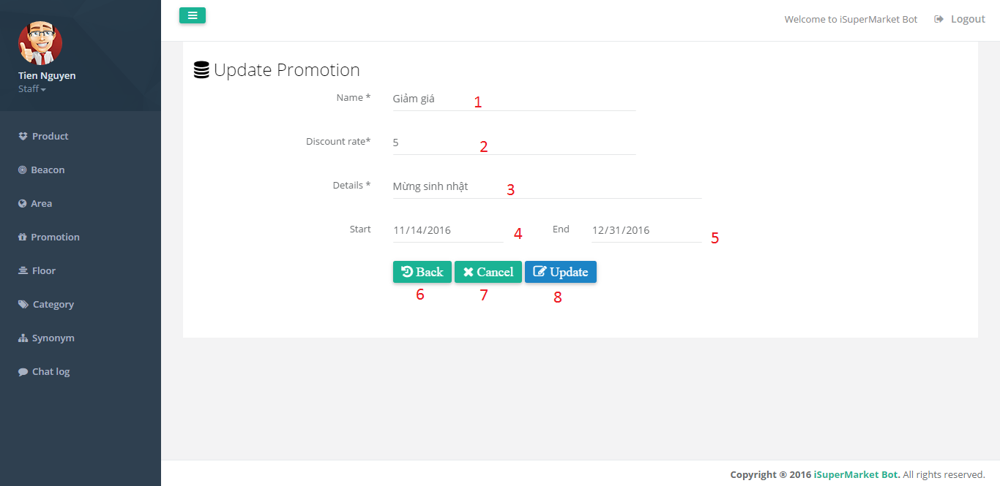 Welcome to iSuperMarket Bot Logout
Tien Nguyen
Staff
Product
Beacon
Area
Promotion
Floor
Category
Synonym
Chat log
Update Promotion
Name * Giảm giá 1
Discount rate* 5 2
Details * Mừng sinh nhật 3
Start 11/14/2016 4 End 12/31/2016 5
Back Cancel Update
6 7 8
Copyright ® 2016 iSuperMarket Bot. All rights reserved.